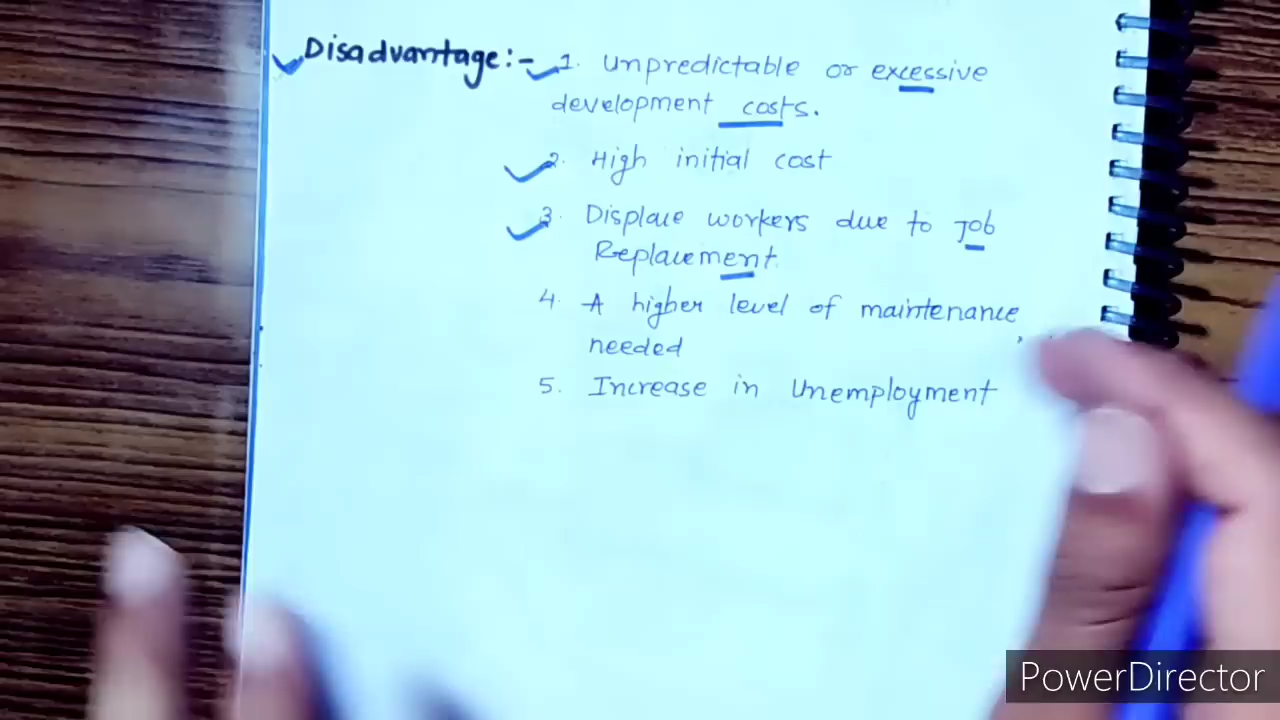 Disadvantage:- 1. Unpredictable or excessive
development costs.
2. High initial cost
3. Displace workers due to Job
Replacement.
4. A higher level of maintenance
needed
5. Increase in Unemployment
PowerDirector